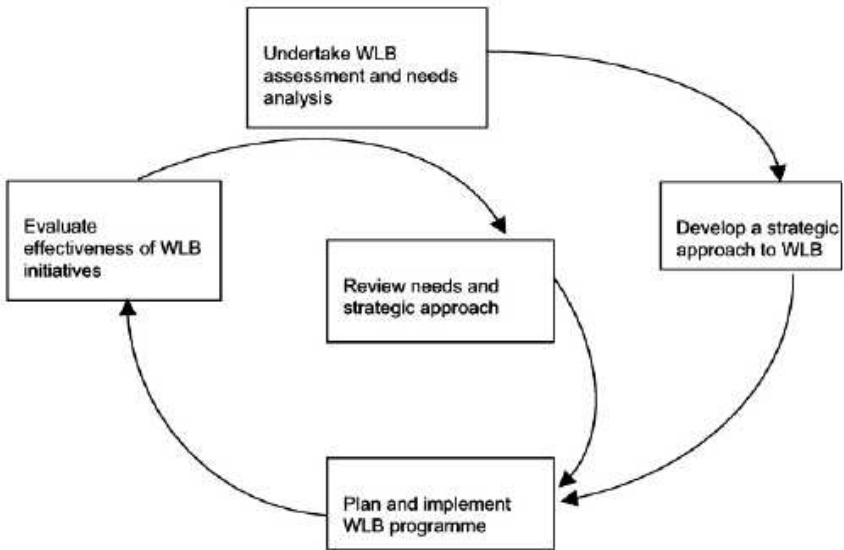 Undertake WLB
assessment and needs
analysis
Develop a strategic
approach to WLB
Evaluate
effectiveness of WLB
initiatives
Review needs and
strategic approach
Plan and implement
WLB programme